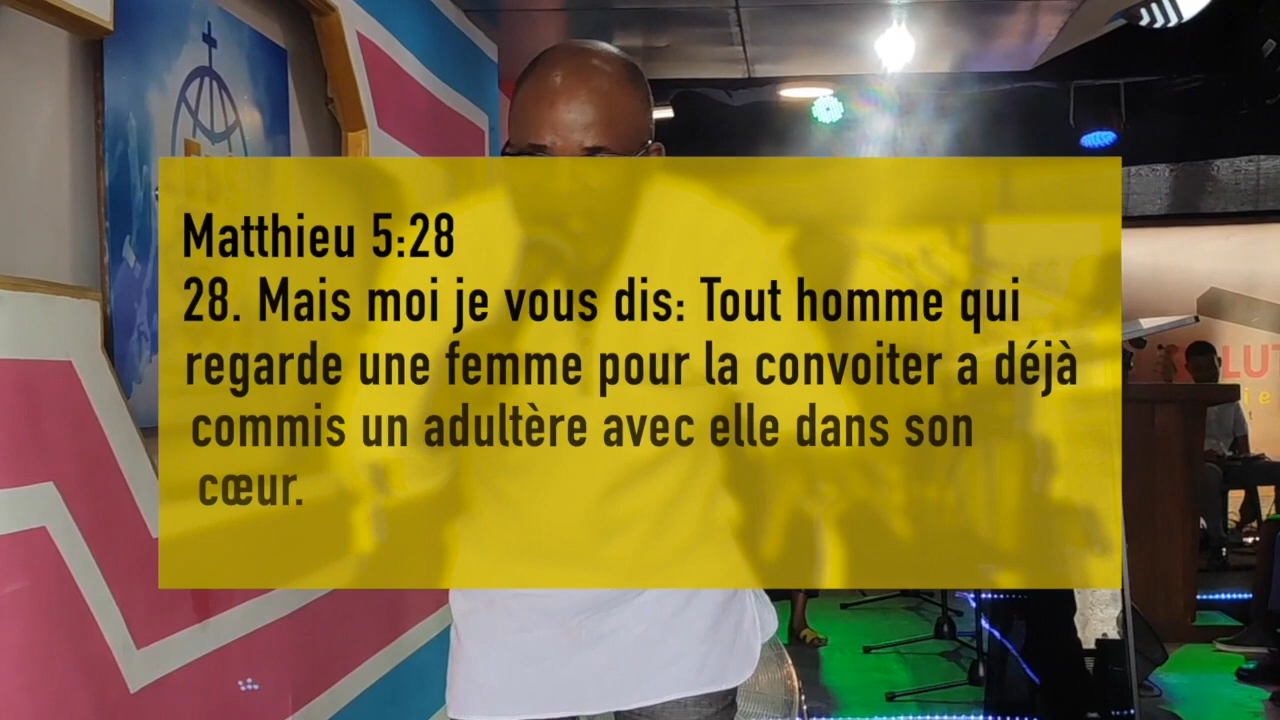 Matthieu 5:28
28. Mais moi je vous dis: Tout homme qui
regarde une femme pour la convoiter a déjà
commis un adultère avec elle dans son
cœur.